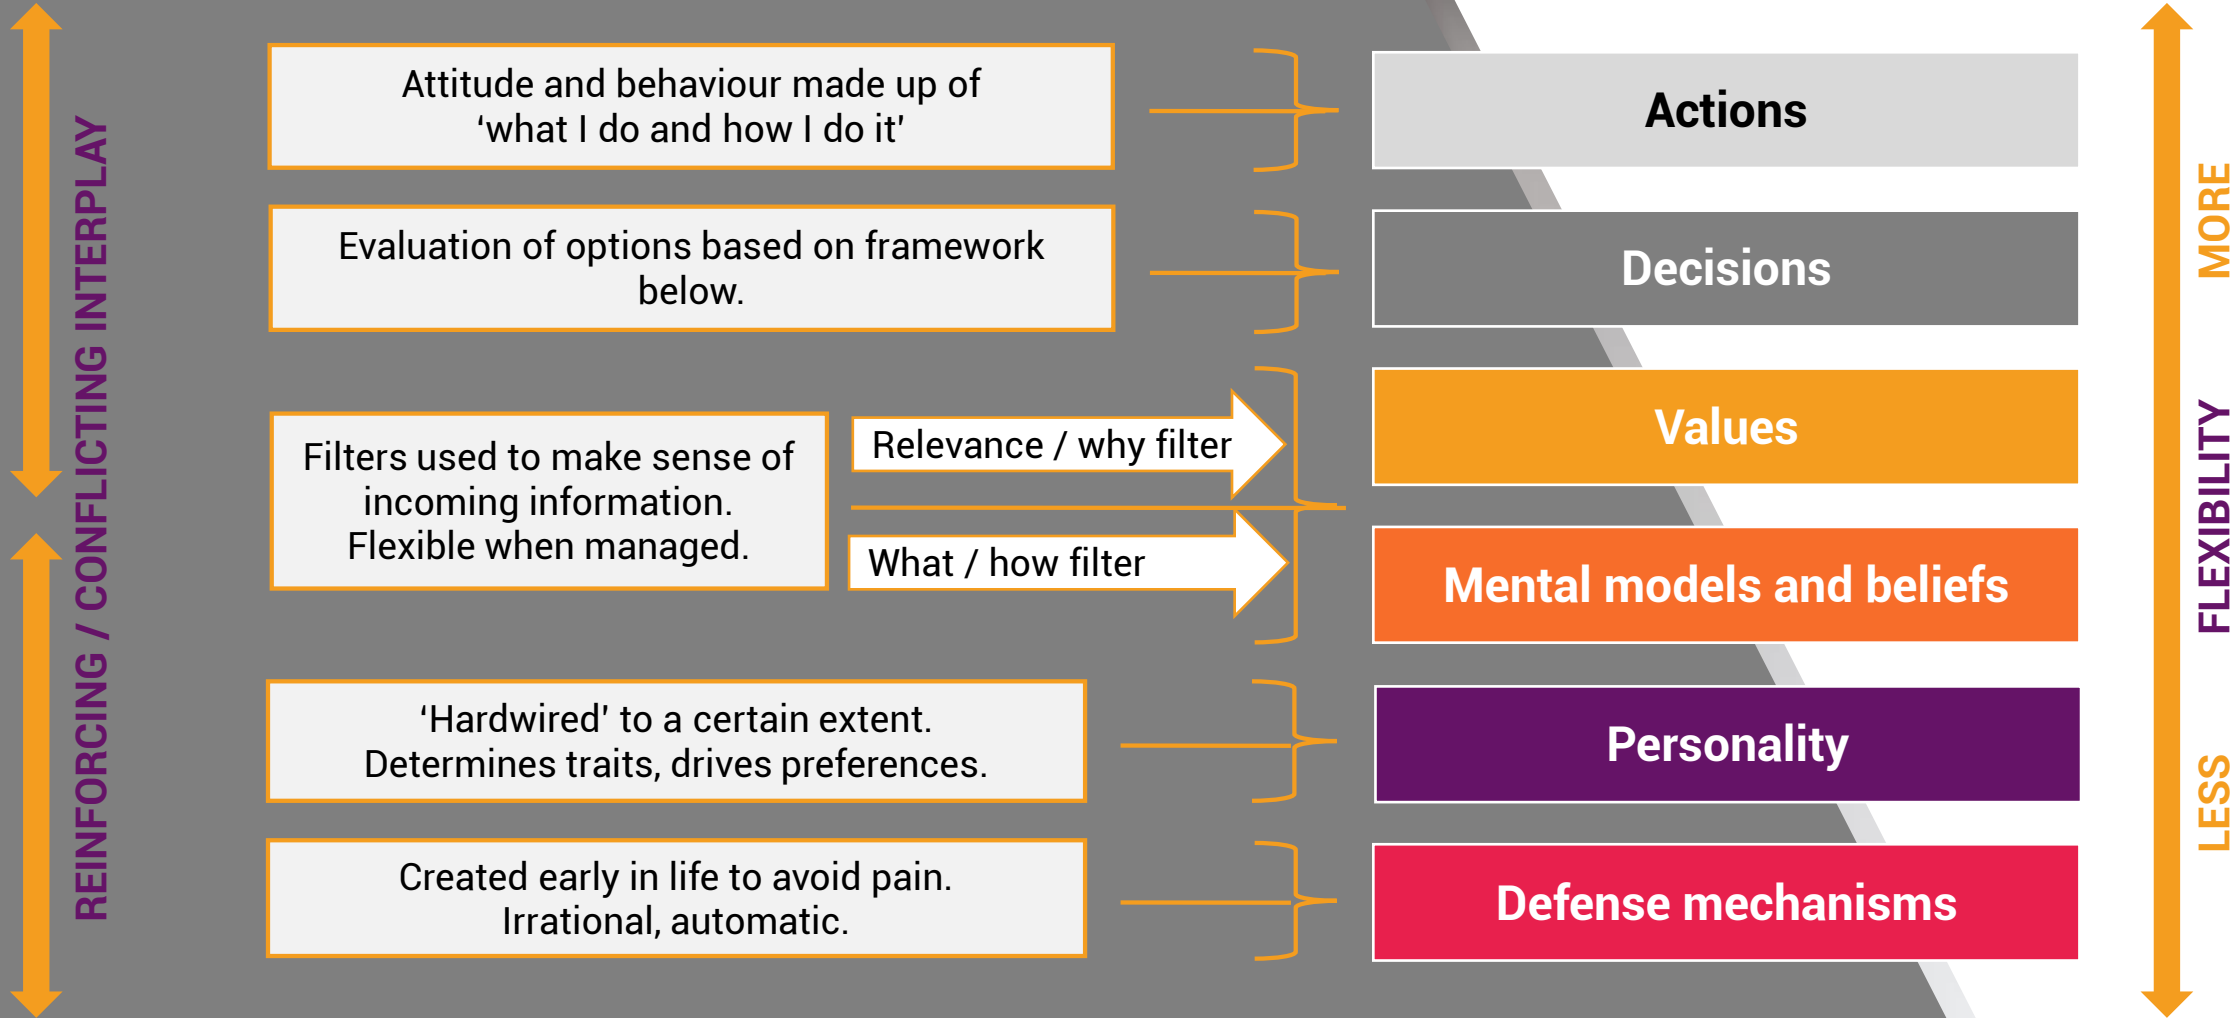 REINFORCING / CONFLICTING INTERPLAY
Attitude and behaviour made up of
‘what I do and how I do it’
Actions
Evaluation of options based on framework
below.
Decisions
Filters used to make sense of
incoming information.
Flexible when managed.
Relevance / why filter
What / how filter
Values
Mental models and beliefs
‘Hardwired’ to a certain extent.
Determines traits, drives preferences.
Personality
Created early in life to avoid pain.
Irrational, automatic.
Defense mechanisms
MORE
FLEXIBILITY
LESS